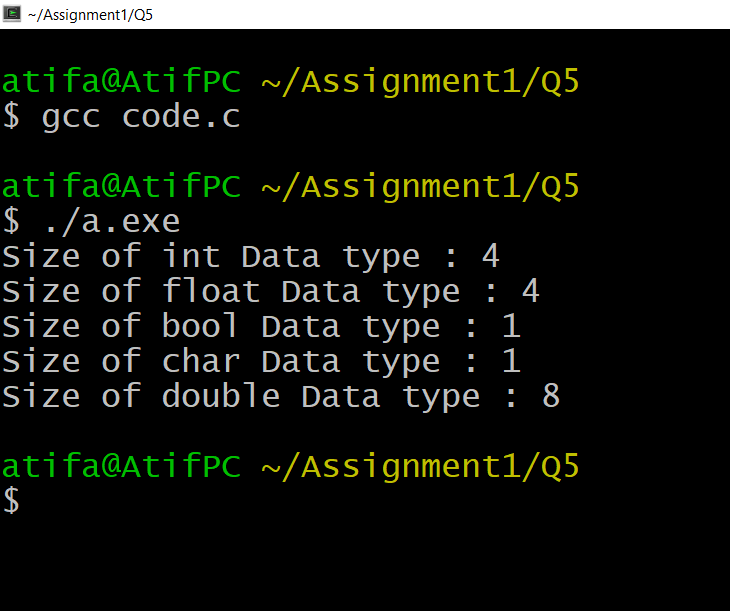 ~/Assignment1/Q5
atifa@AtifPC ~/Assignment1/Q5
$ gcc code.c
atifa@AtifPC ~/Assignment1/Q5
$ ./a.exe
Size of int Data type : 4
Size of float Data type : 4
Size of bool Data type : 1
Size of char Data type : 1
Size of double Data type : 8
atifa@AtifPC ~/Assignment1/Q5
$